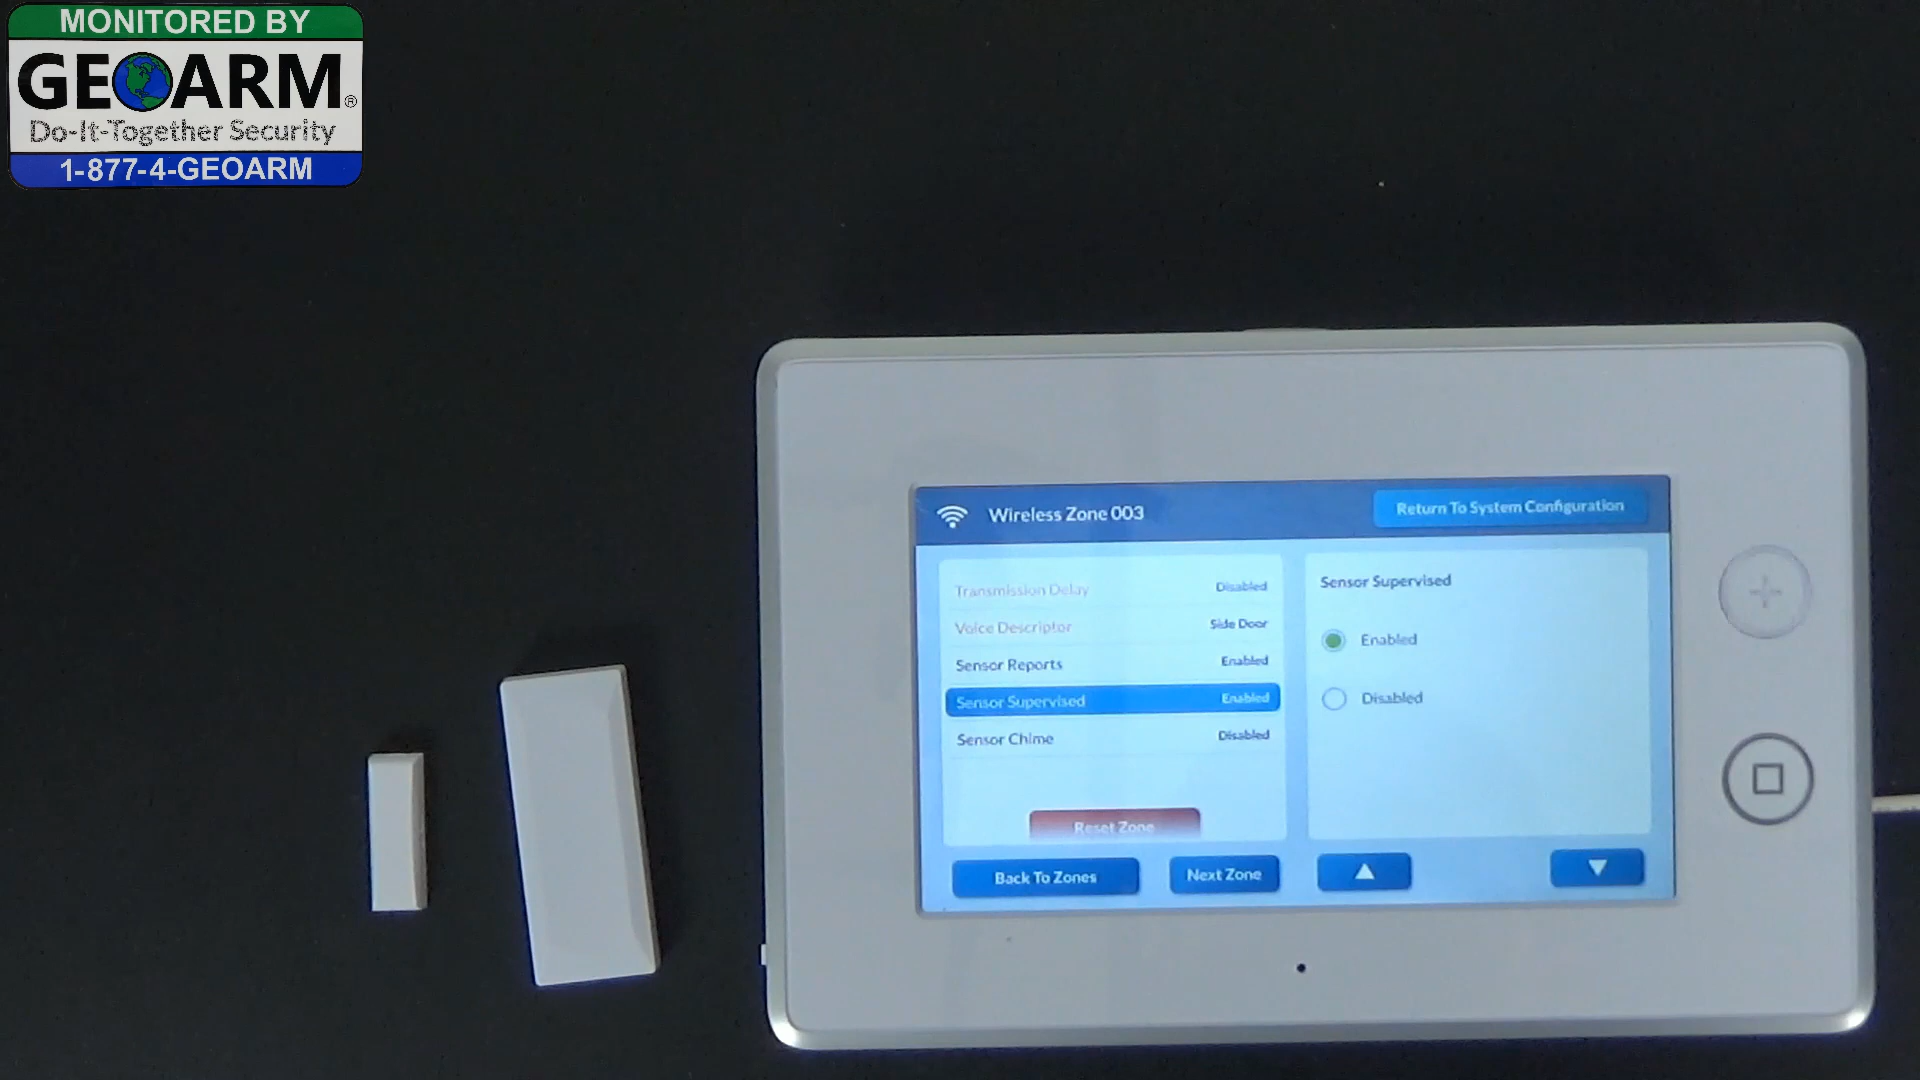 MONITORED BY
GEOARM®
Do-It-Together Security
1-877-4-GEOARM
Wireless Zone 003
Return To System Configuration
Transmission Delay Disabled
Voice Descriptor Side Door
Sensor Reports Enabled
Sensor Supervised Enabled
Sensor Chime Disabled
Reset Zone
Sensor Supervised
Enabled
Disabled
Back To Zones
Next Zone